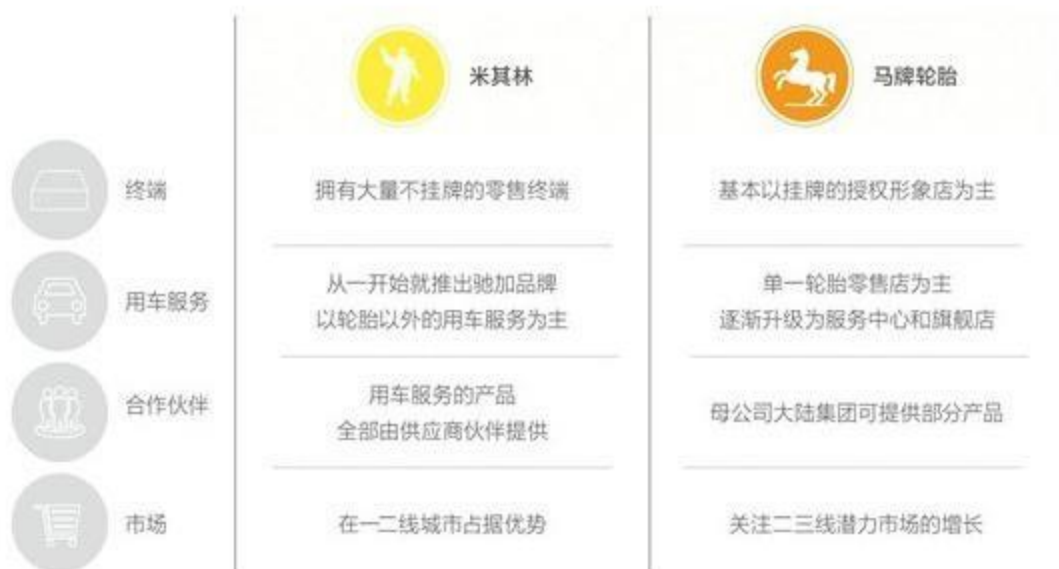 米其林
马牌轮胎
终端
拥有大量不挂牌的零售终端
基本以挂牌的授权形象店为主
用车服务
从一开始就推出驰加品牌
以轮胎以外的用车服务为主
单一轮胎零售店为主
逐渐升级为服务中心和旗舰店
合作伙伴
用车服务的产品
全部由供应商伙伴提供
母公司大陆集团可提供部分产品
市场
在一二线城市占据优势
关注二三线潜力市场的增长